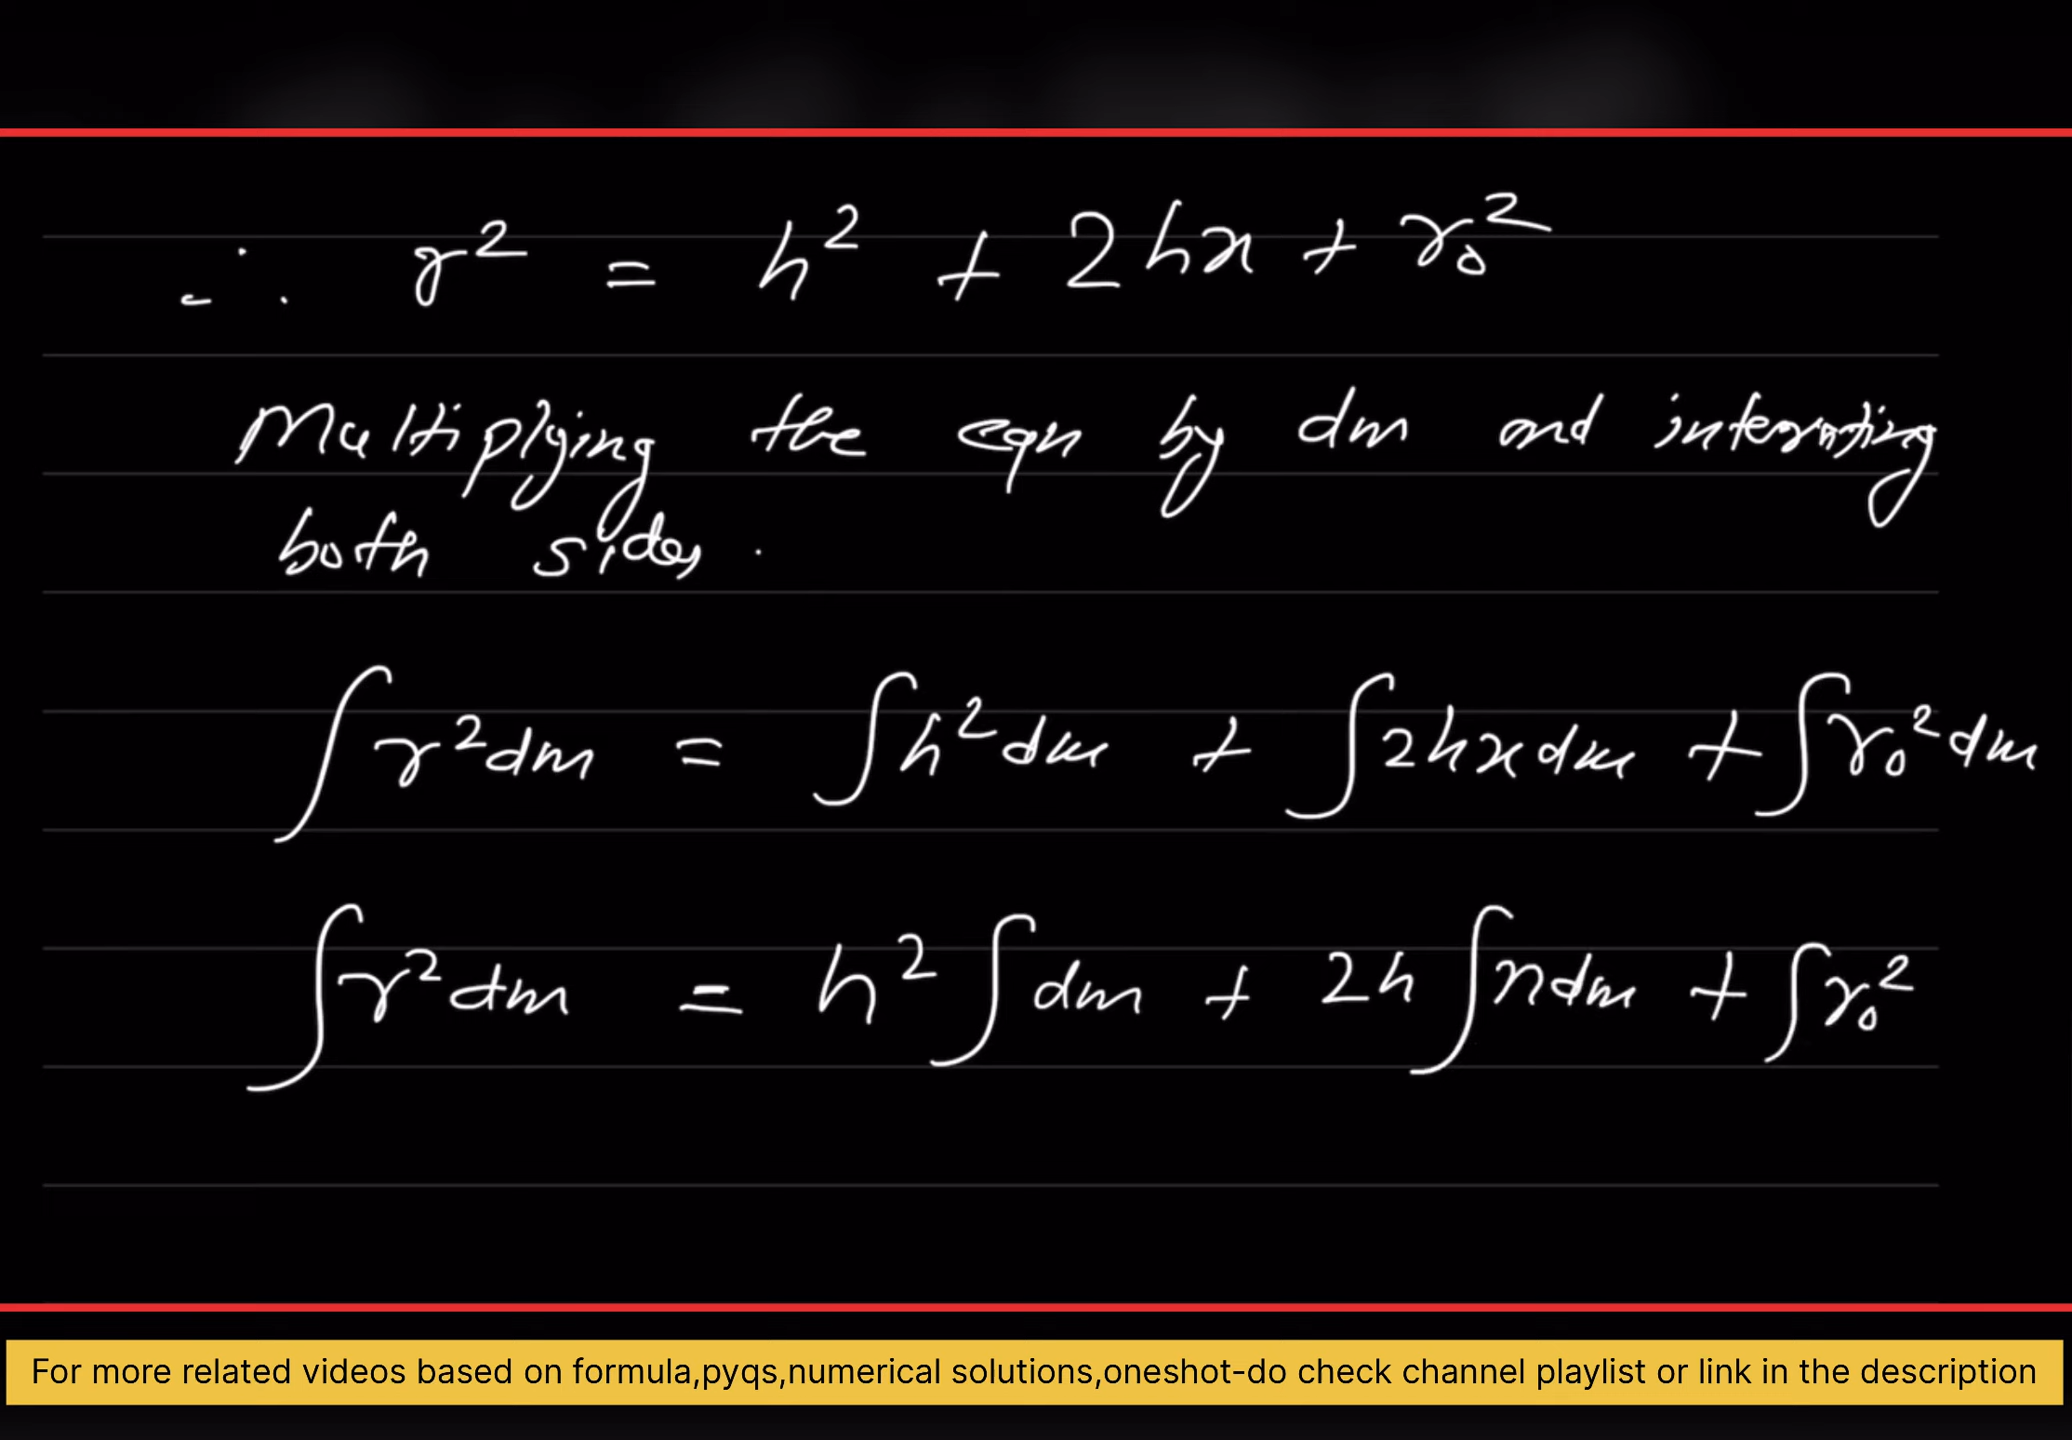 ∴ r² = h² + 2hx + r₀²
Multiplying the eqn by dm and integrating
both sides.
∫r²dm = ∫h²dm + ∫2hxdm + ∫r₀²dm
∫r²dm = h²∫dm + 2h∫xdm + ∫r₀²
For more related videos based on formula,pyqs,numerical solutions,oneshot-do check channel playlist or link in the description